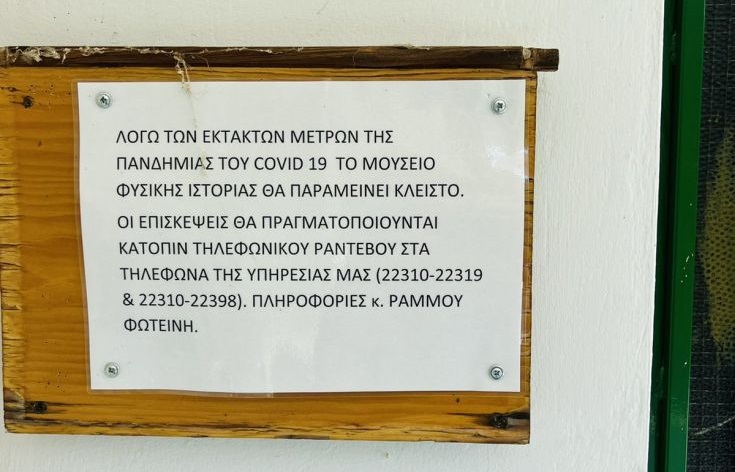 ΛΟΓΩ ΤΩΝ ΕΚΤΑΚΤΩΝ ΜΕΤΡΩΝ ΤΗΣ
ΠΑΝΔΗΜΙΑΣ ΤΟΥ COVID 19 ΤΟ ΜΟΥΣΕΙΟ
ΦΥΣΙΚΗΣ ΙΣΤΟΡΙΑΣ ΘΑ ΠΑΡΑΜΕΙΝΕΙ ΚΛΕΙΣΤΟ.
ΟΙ ΕΠΙΣΚΕΨΕΙΣ ΘΑ ΠΡΑΓΜΑΤΟΠΟΙΟΥΝΤΑΙ
ΚΑΤΟΠΙΝ ΤΗΛΕΦΩΝΙΚΟΥ ΡΑΝΤΕΒΟΥ ΣΤΑ
ΤΗΛΕΦΩΝΑ ΤΗΣ ΥΠΗΡΕΣΙΑΣ ΜΑΣ (22310-22319
& 22310-22398). ΠΛΗΡΟΦΟΡΙΕΣ κ. ΡΑΜΜΟΥ
ΦΩΤΕΙΝΗ.